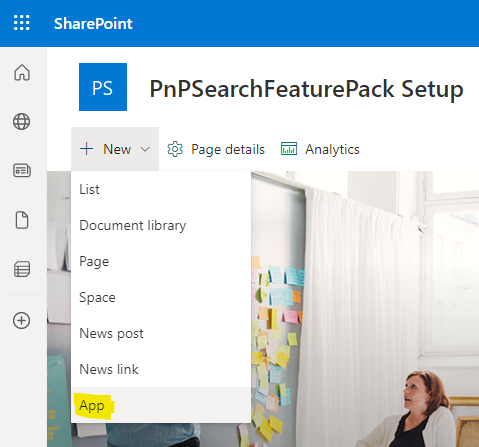 SharePoint
PS PnPSearchFeaturePack Setup
New Page details Analytics
List
Document library
Page
Space
News post
News link
App